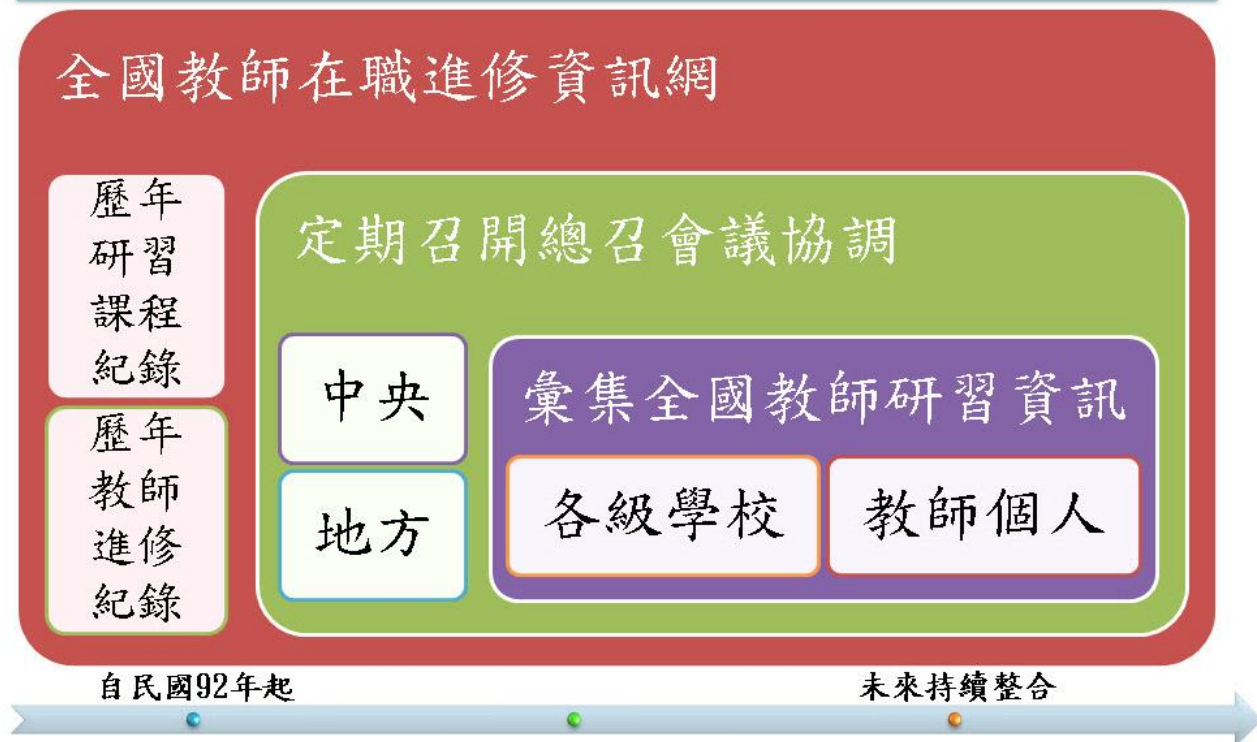 全國教師在職進修資訊網
歷年
研習
課程
紀錄
歷年
教師
進修
紀錄
定期召開總召會議協調
中央
地方
彙集全國教師研習資訊
各級學校
教師個人
自民國92年起
未來持續整合